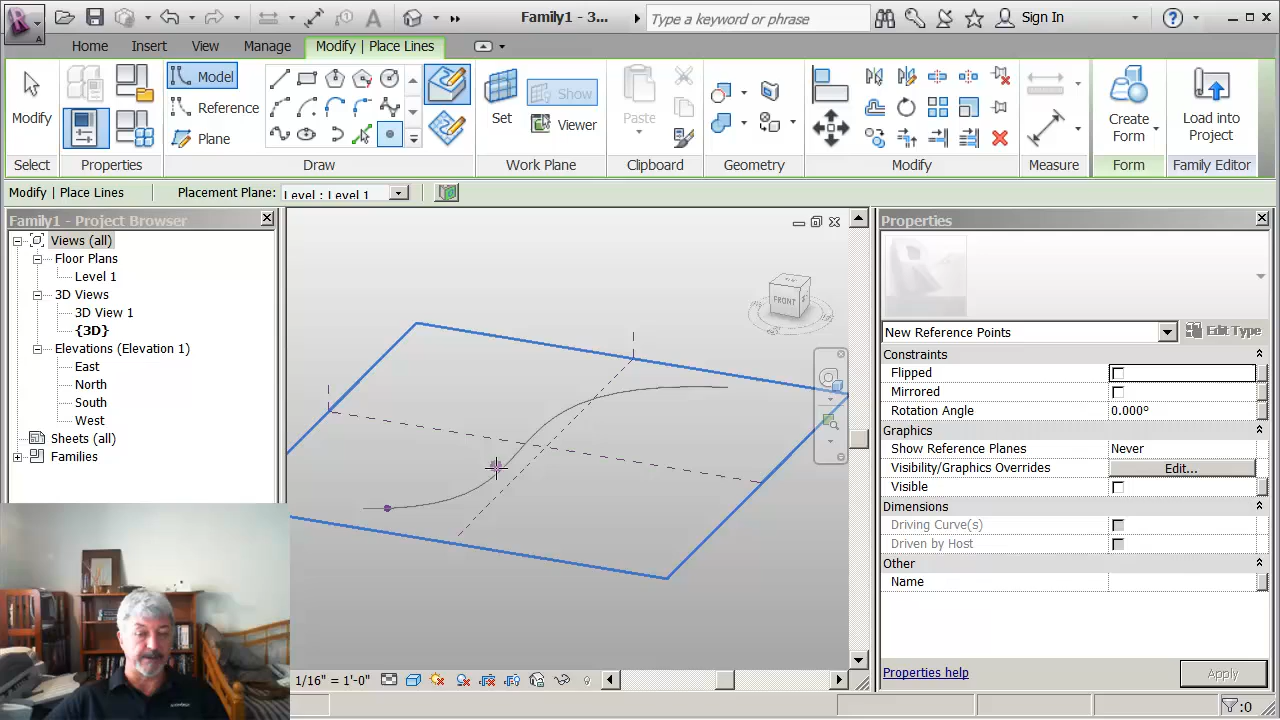 Family1 - 3...
Type a keyword or phrase
Sign In
Home Insert View Manage Modify | Place Lines
Modify
Model
Reference
Plane
Set
Show
Viewer
Paste
Create Form
Load into Project
Select Properties Draw Work Plane Clipboard Geometry Modify Measure Form Family Editor
Modify | Place Lines Placement Plane: Level : Level 1
Family1 - Project Browser
Views (all)
Floor Plans
Level 1
3D Views
3D View 1
{3D}
Elevations (Elevation 1)
East
North
South
West
Sheets (all)
Families
FRONT
1/16" = 1'-0"
Properties
New Reference Points Edit Type
Constraints
Flipped
Mirrored
Rotation Angle 0.000°
Graphics
Show Reference Planes Never
Visibility/Graphics Overrides Edit...
Visible
Dimensions
Driving Curve(s)
Driven by Host
Other
Name
Properties help Apply
:0